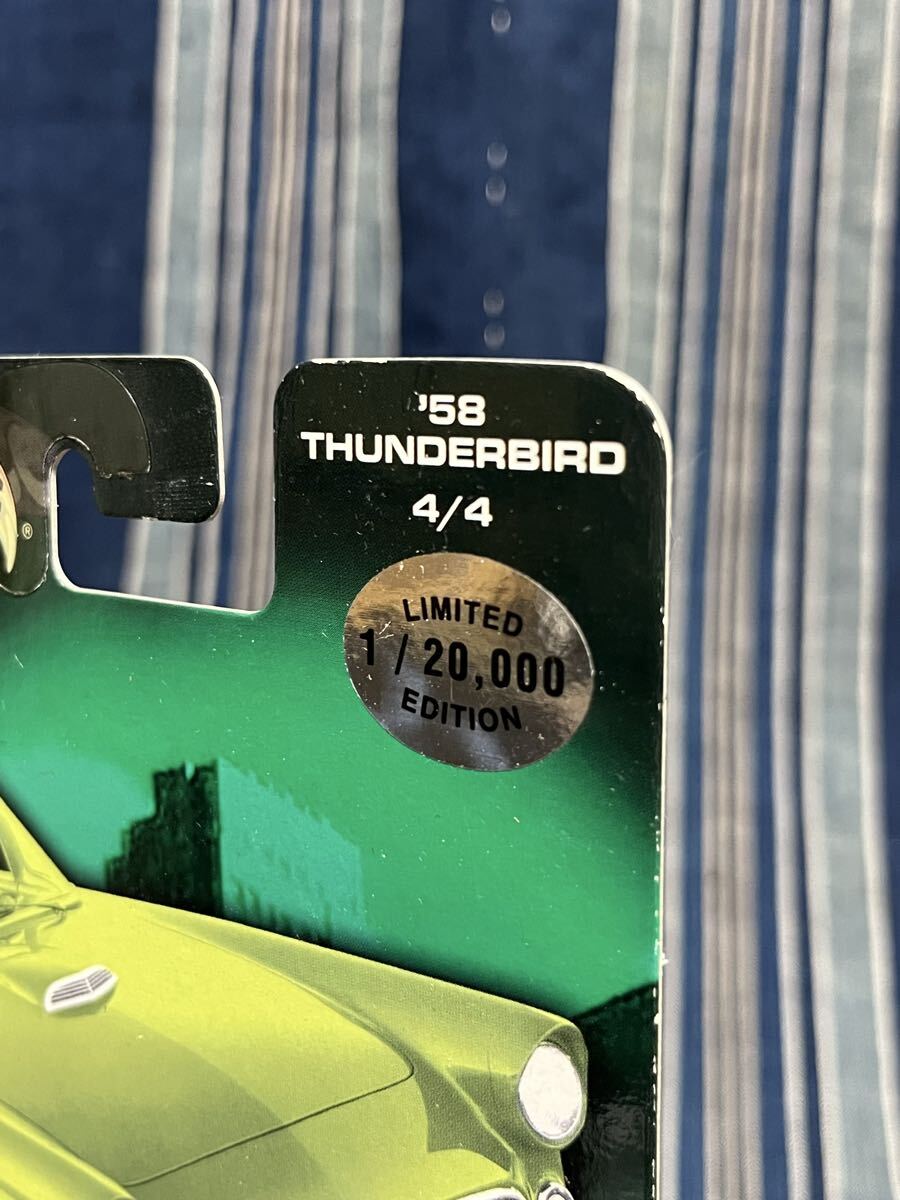 '58
THUNDERBIRD
4/4
LIMITED
1 / 20,000
EDITION
®